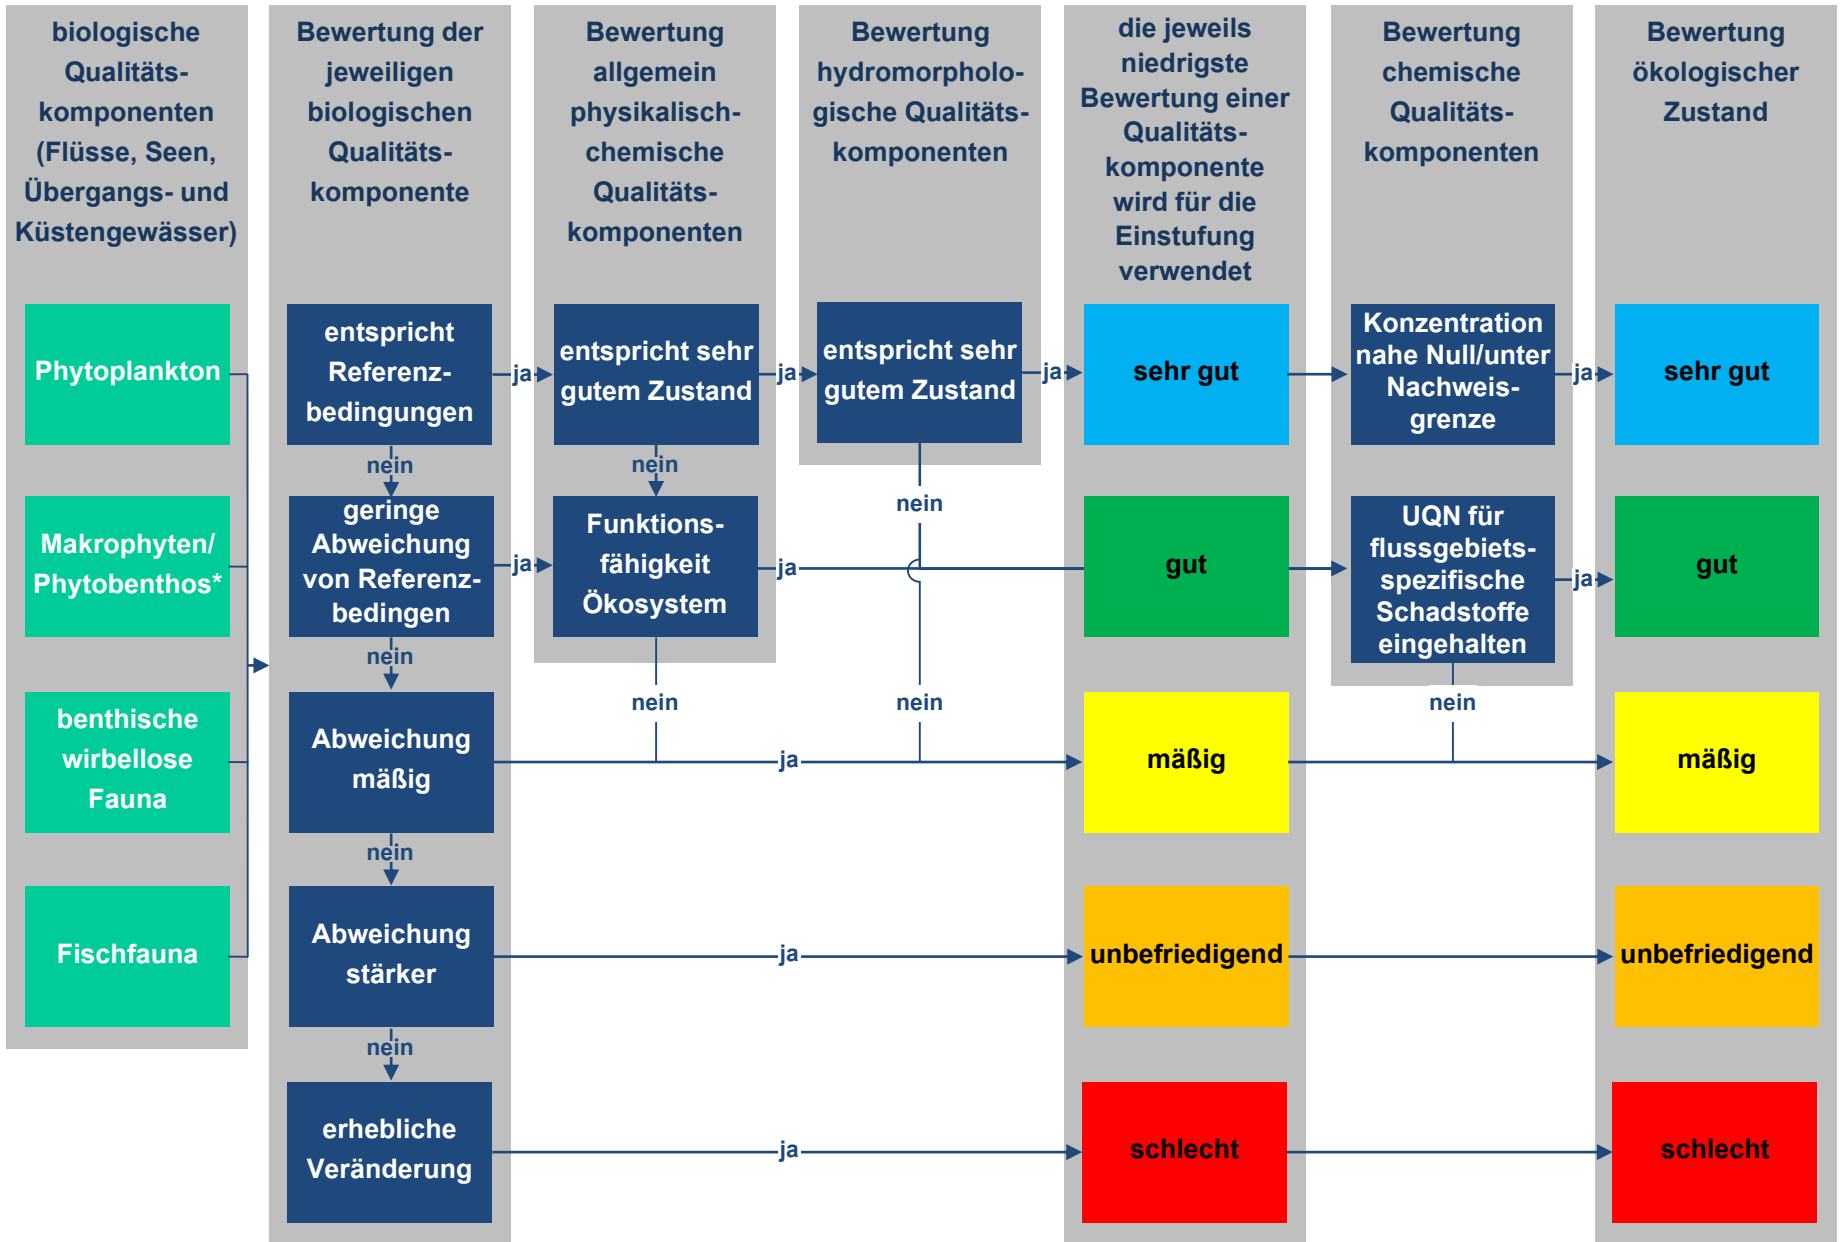 biologische
Qualitäts-
komponenten
(Flüsse, Seen,
Übergangs- und
Küstengewässer)
Bewertung der
jeweiligen
biologischen
Qualitäts-
komponente
Bewertung
allgemein
physikalisch-
chemische
Qualitäts-
komponenten
Bewertung
hydromorpholo-
gische Qualitäts-
komponenten
die jeweils
niedrigste
Bewertung einer
Qualitäts-
komponente
wird für die
Einstufung
verwendet
Bewertung
chemische
Qualitäts-
komponenten
Bewertung
ökologischer
Zustand
Phytoplankton
entspricht
Referenz-
bedingungen
ja
entspricht sehr
gutem Zustand
ja
entspricht sehr
gutem Zustand
ja
sehr gut
Konzentration
nahe Null/unter
Nachweis-
grenze
ja
sehr gut
nein
nein
nein
Makrophyten/
Phytobenthos*
geringe
Abweichung
von Referenz-
bedingen
ja
Funktions-
fähigkeit
Ökosystem
ja
gut
UQN für
flussgebiets-
spezifische
Schadstoffe
eingehalten
ja
gut
nein
nein
nein
nein
benthische
wirbellose
Fauna
Abweichung
mäßig
ja
mäßig
mäßig
nein
Fischfauna
Abweichung
stärker
ja
unbefriedigend
unbefriedigend
nein
erhebliche
Veränderung
ja
schlecht
schlecht